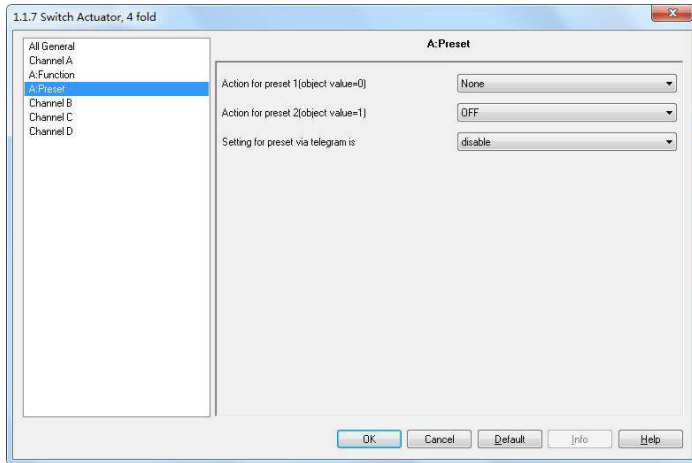 1.1.7 Switch Actuator, 4 fold
All General
Channel A
A:Function
A:Preset
Channel B
Channel C
Channel D
A:Preset
Action for preset 1(object value=0) None
Action for preset 2(object value=1) OFF
Setting for preset via telegram is disable
OK Cancel Default Info Help